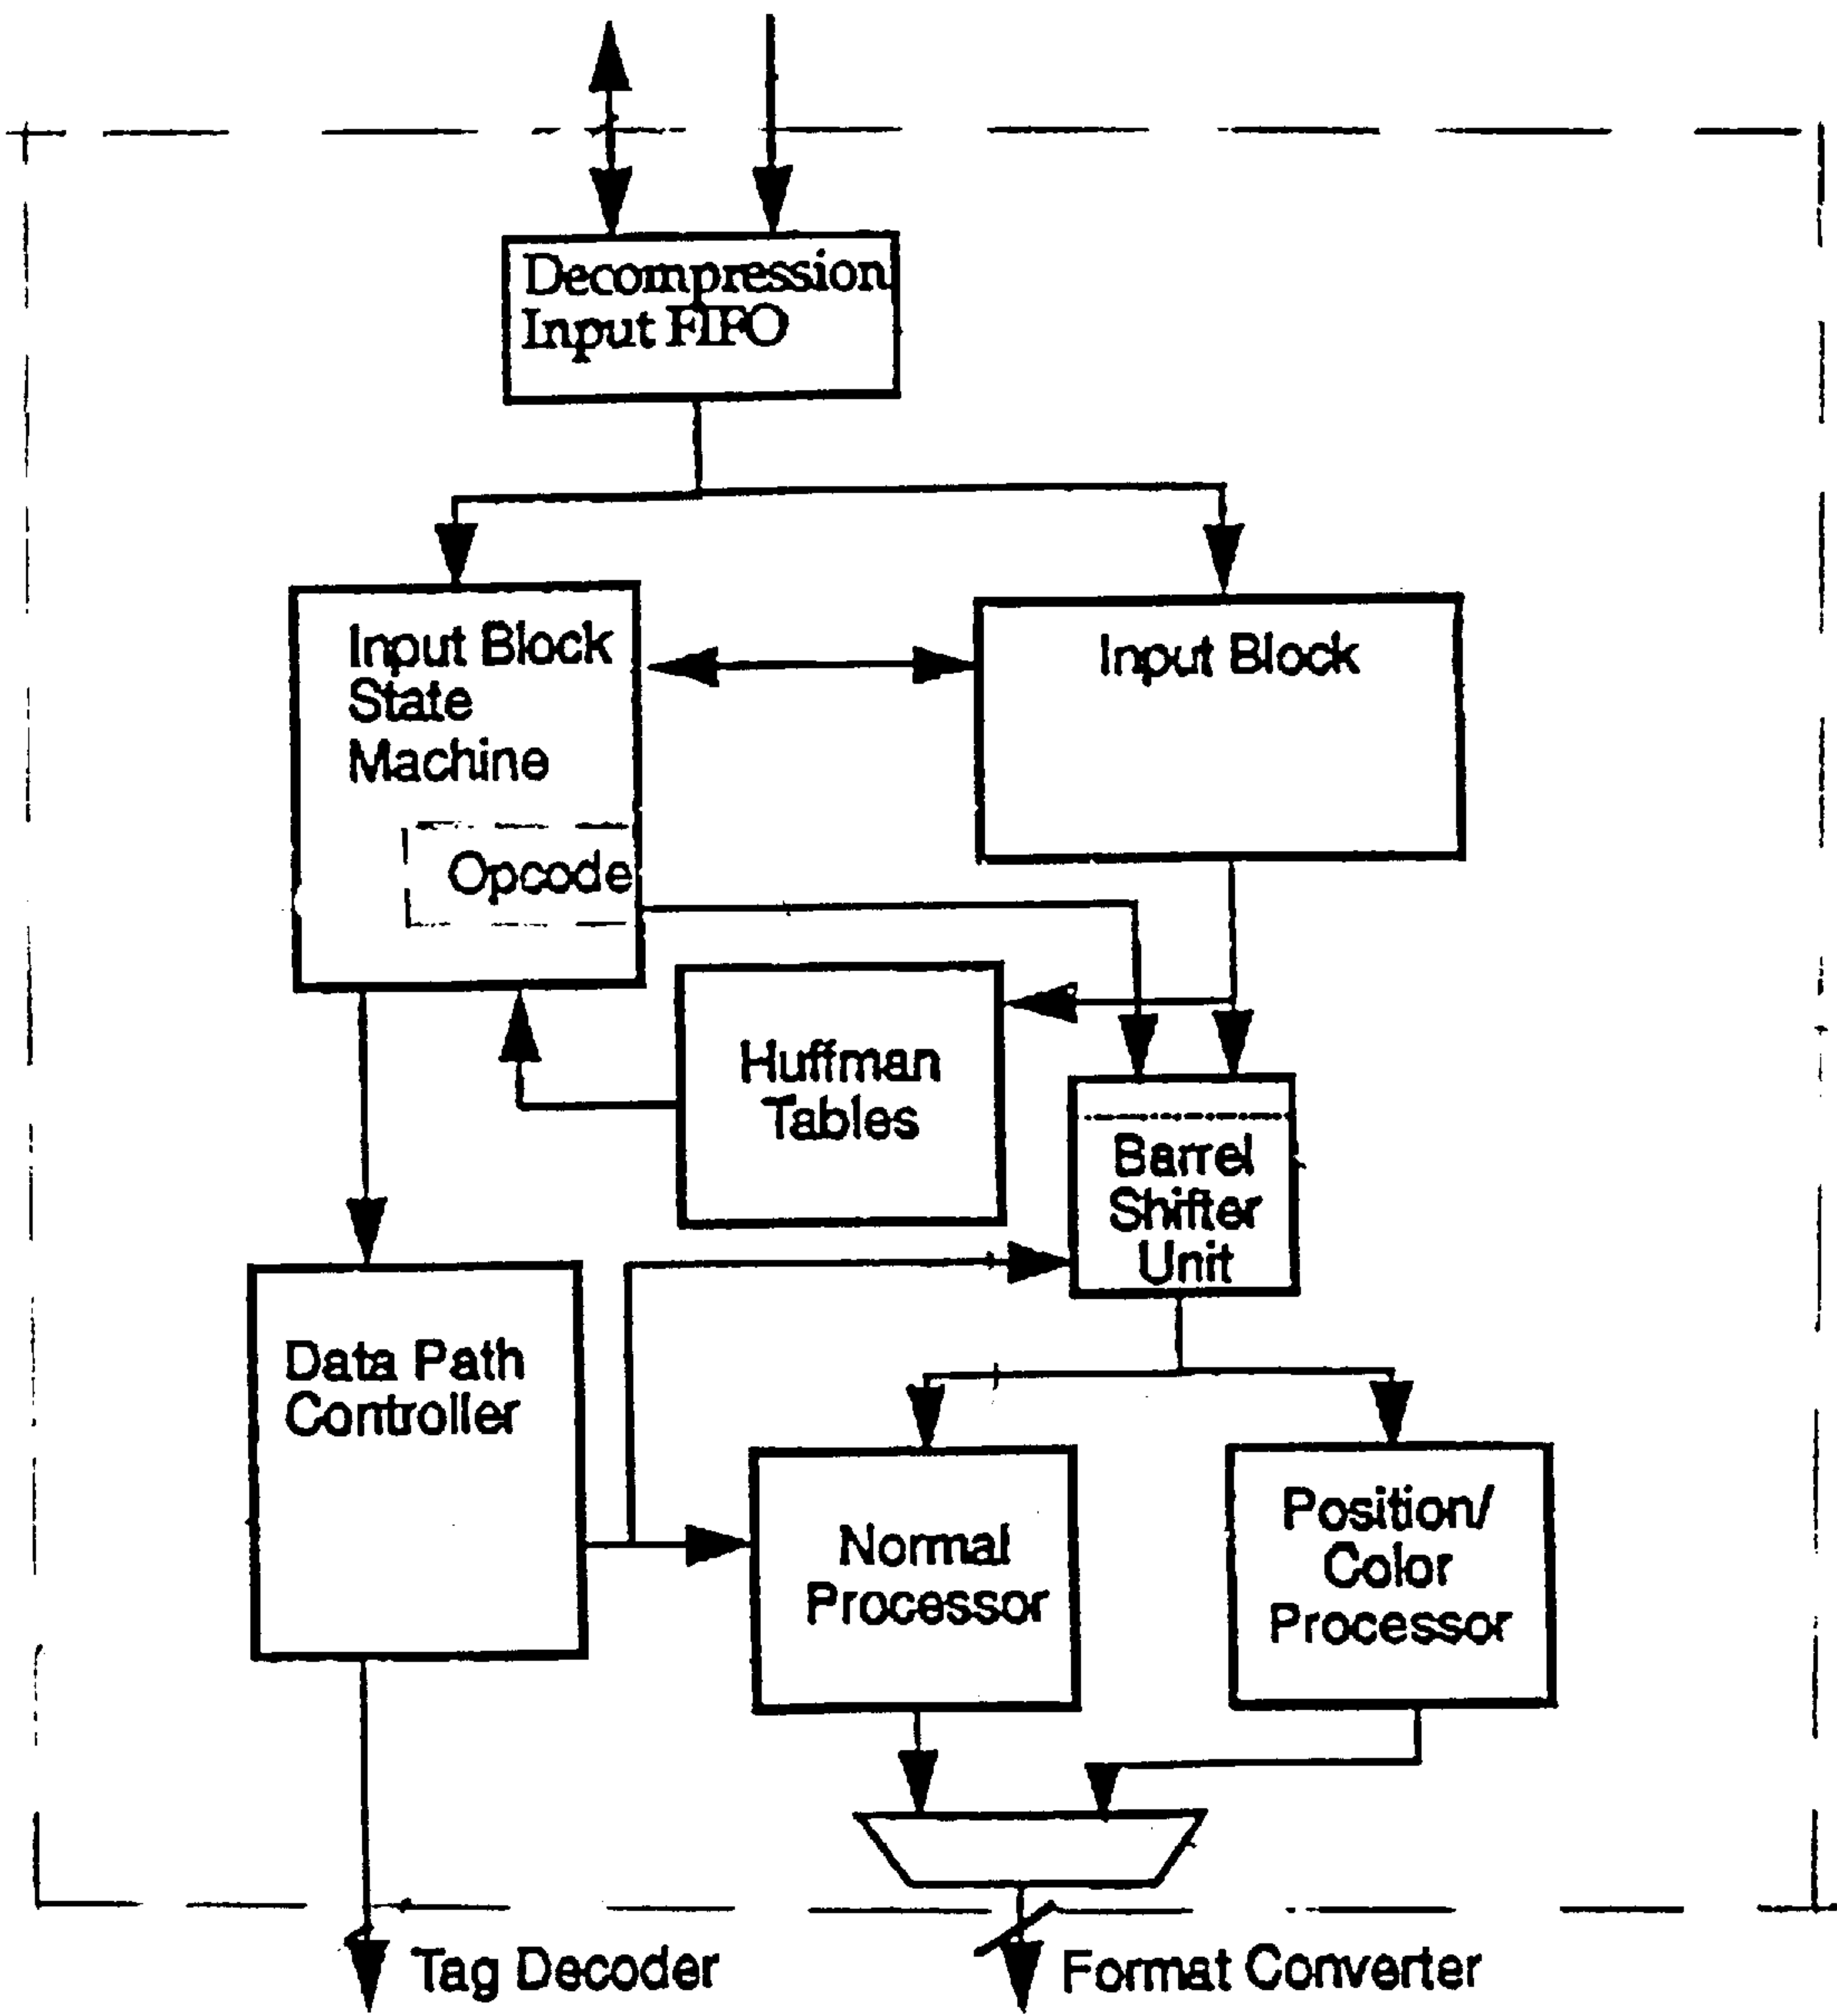 Decompression
Input FIFO
Input Block
State
Machine
Opcode
Input Block
Huffman
Tables
Barrel
Shifter
Unit
Data Path
Controller
Normal
Processor
Position/
Color
Processor
Tag Decoder
Format Converter